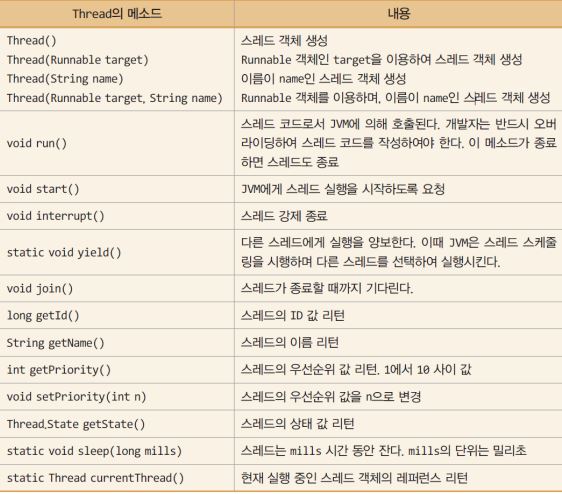 Thread의 메소드 내용
Thread() 스레드 객체 생성
Thread(Runnable target) Runnable 객체인 target을 이용하여 스레드 객체 생성
Thread(String name) 이름이 name인 스레드 객체 생성
Thread(Runnable target, String name) Runnable 객체를 이용하며, 이름이 name인 스레드 객체 생성
void run() 스레드 코드로서 JVM에 의해 호출된다. 개발자는 반드시 오버
라이딩하여 스레드 코드를 작성하여야 한다. 이 메소드가 종료
하면 스레드도 종료
void start() JVM에게 스레드 실행을 시작하도록 요청
void interrupt() 스레드 강제 종료
static void yield() 다른 스레드에게 실행을 양보한다. 이때 JVM은 스레드 스케줄
링을 시행하며 다른 스레드를 선택하여 실행시킨다.
void join() 스레드가 종료할 때까지 기다린다.
long getId() 스레드의 ID 값 리턴
String getName() 스레드의 이름 리턴
int getPriority() 스레드의 우선순위 값 리턴. 1에서 10 사이 값
void setPriority(int n) 스레드의 우선순위 값을 n으로 변경
Thread.State getState() 스레드의 상태 값 리턴
static void sleep(long mills) 스레드는 mills 시간 동안 잔다. mills의 단위는 밀리초
static Thread currentThread() 현재 실행 중인 스레드 객체의 레퍼런스 리턴